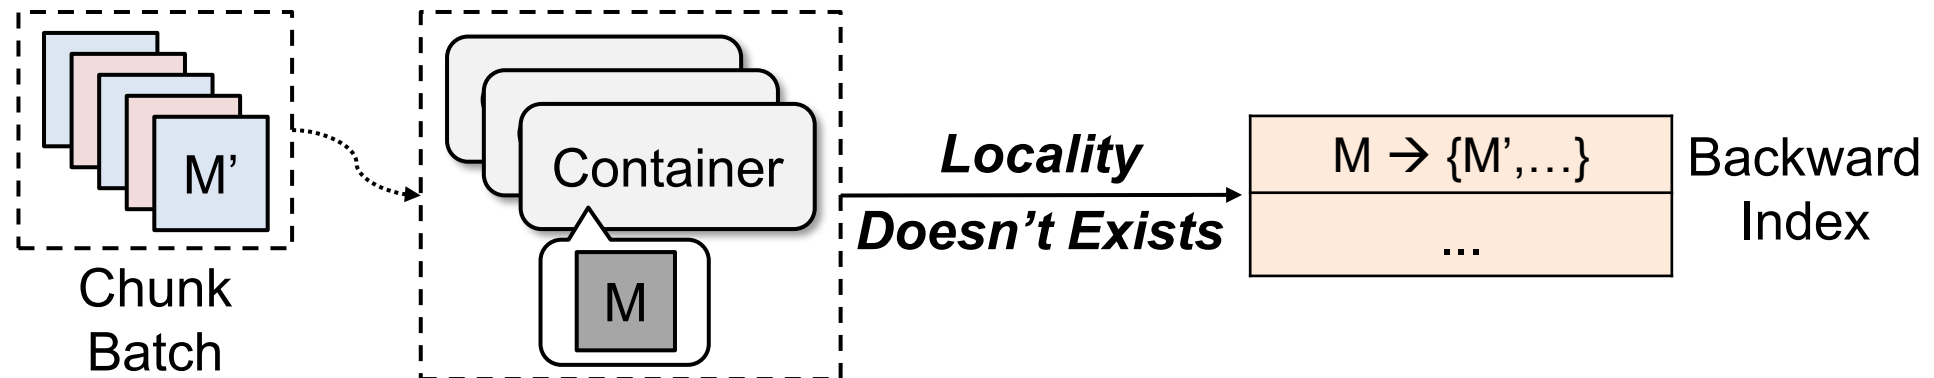 M’
Chunk
Batch
Container
M
Locality
Doesn’t Exists
M → {M’,…}
...
Backward
Index